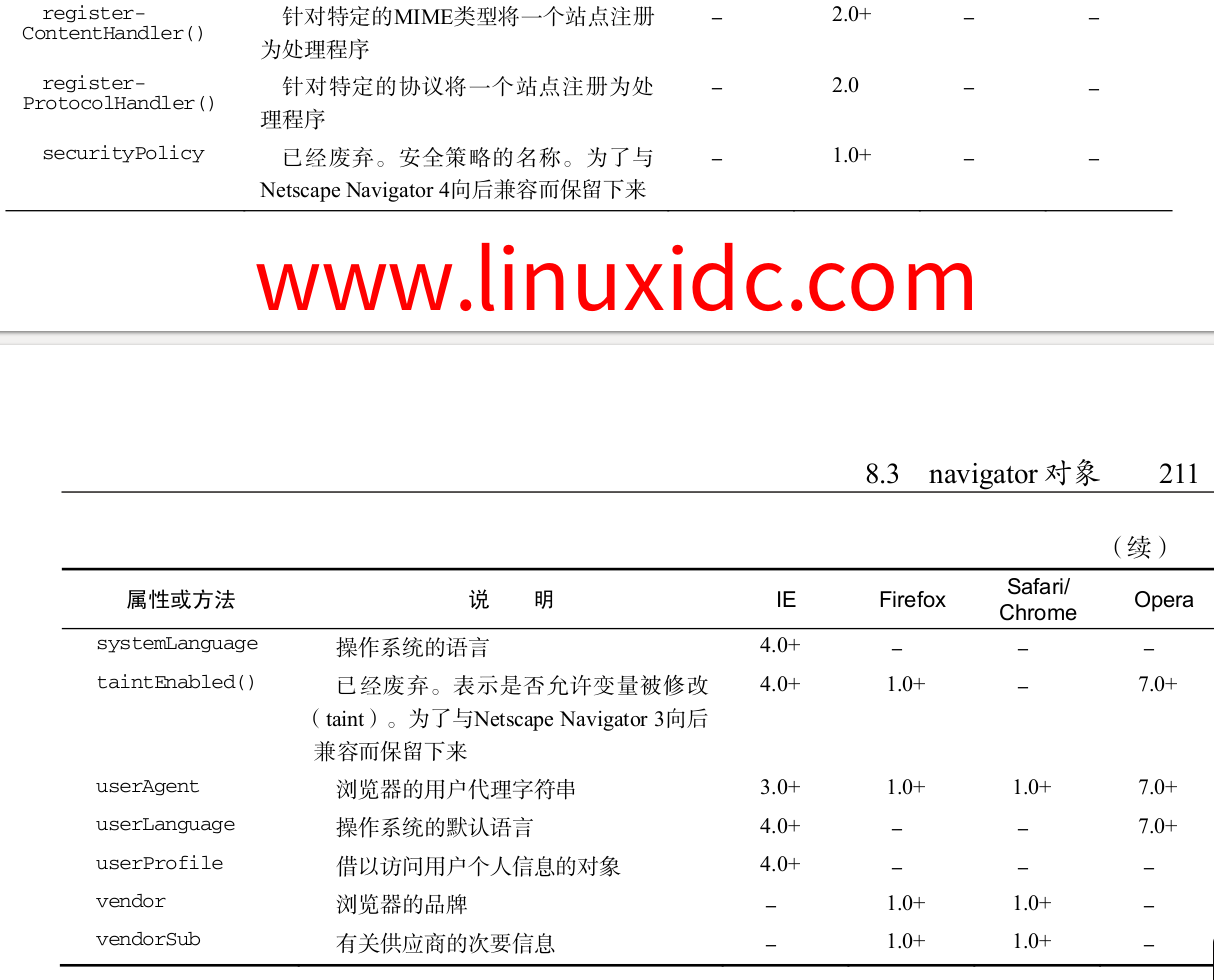 register- 针对特定的MIME类型将一个站点注册 – 2.0+ – –
ContentHandler() 为处理程序
register- 针对特定的协议将一个站点注册为处 – 2.0 – –
ProtocolHandler() 理程序
securityPolicy 已经废弃。安全策略的名称。为了与 – 1.0+ – –
Netscape Navigator 4向后兼容而保留下来
www.linuxidc.com
8.3 navigator 对象 211
（续）
属性或方法 说 明 IE Firefox Safari/ Opera
Chrome
systemLanguage 操作系统的语言 4.0+ – – –
taintEnabled() 已经废弃。表示是否允许变量被修改 4.0+ 1.0+ – 7.0+
（taint）。为了与Netscape Navigator 3向后
兼容而保留下来
userAgent 浏览器的用户代理字符串 3.0+ 1.0+ 1.0+ 7.0+
userLanguage 操作系统的默认语言 4.0+ – – 7.0+
userProfile 借以访问用户个人信息的对象 4.0+ – – –
vendor 浏览器的品牌 – 1.0+ 1.0+ –
vendorSub 有关供应商的次要信息 – 1.0+ 1.0+ –